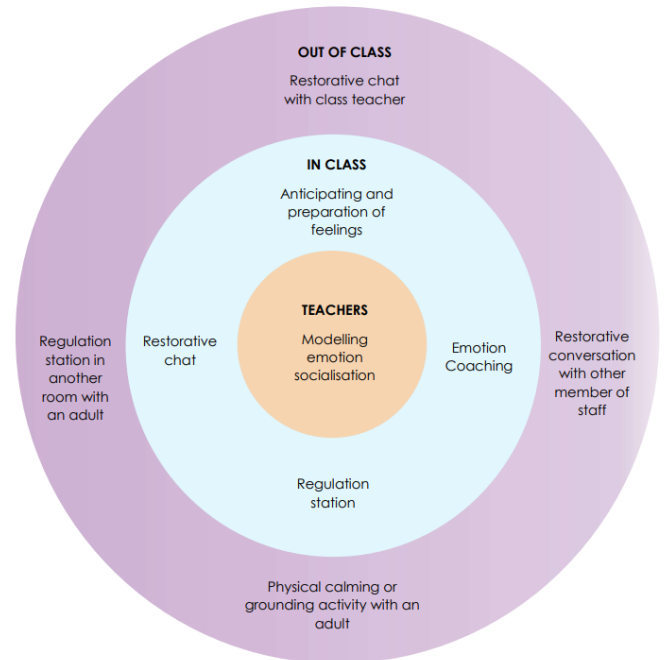 OUT OF CLASS
Restorative chat
with class teacher
IN CLASS
Anticipating and
preparation of
feelings
TEACHERS
Modelling
emotion
socialisation
Regulation
station in
another
room with
an adult
Restorative
chat
Emotion
Coaching
Restorative
conversation
with other
member of
staff
Regulation
station
Physical calming or
grounding activity with an
adult